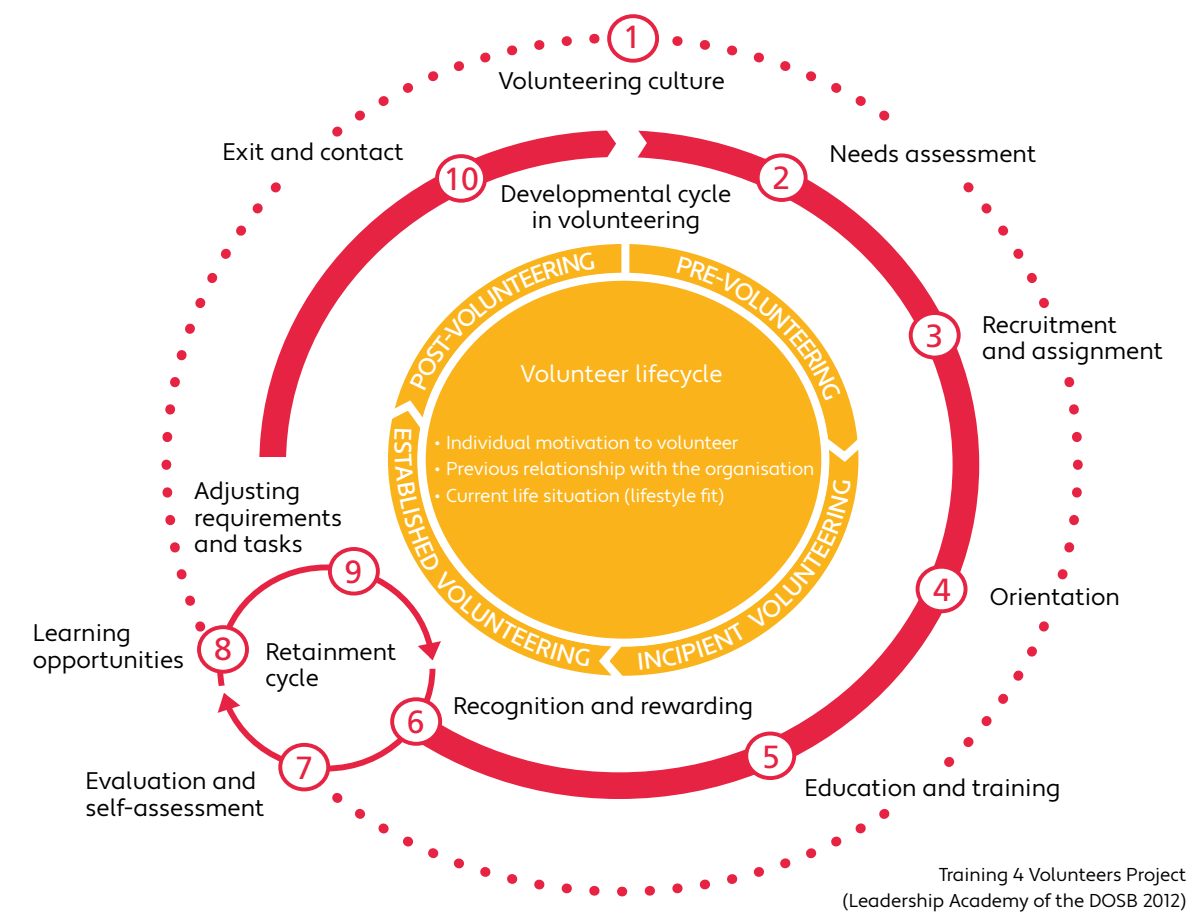 1
Volunteering culture
2
Needs assessment
3
Recruitment
and assignment
4
Orientation
5
Education and training
6
Recognition and rewarding
7
Evaluation and
self-assessment
8
Learning
opportunities
9
Adjusting
requirements
and tasks
Retainment
cycle
10
Exit and contact
Developmental cycle
in volunteering
PRE-VOLUNTEERING
INCIPIENT VOLUNTEERING
ESTABLISHED VOLUNTEERING
POST-VOLUNTEERING
Volunteer lifecycle
• Individual motivation to volunteer
• Previous relationship with the organisation
• Current life situation (lifestyle fit)
Training 4 Volunteers Project
(Leadership Academy of the DOSB 2012)